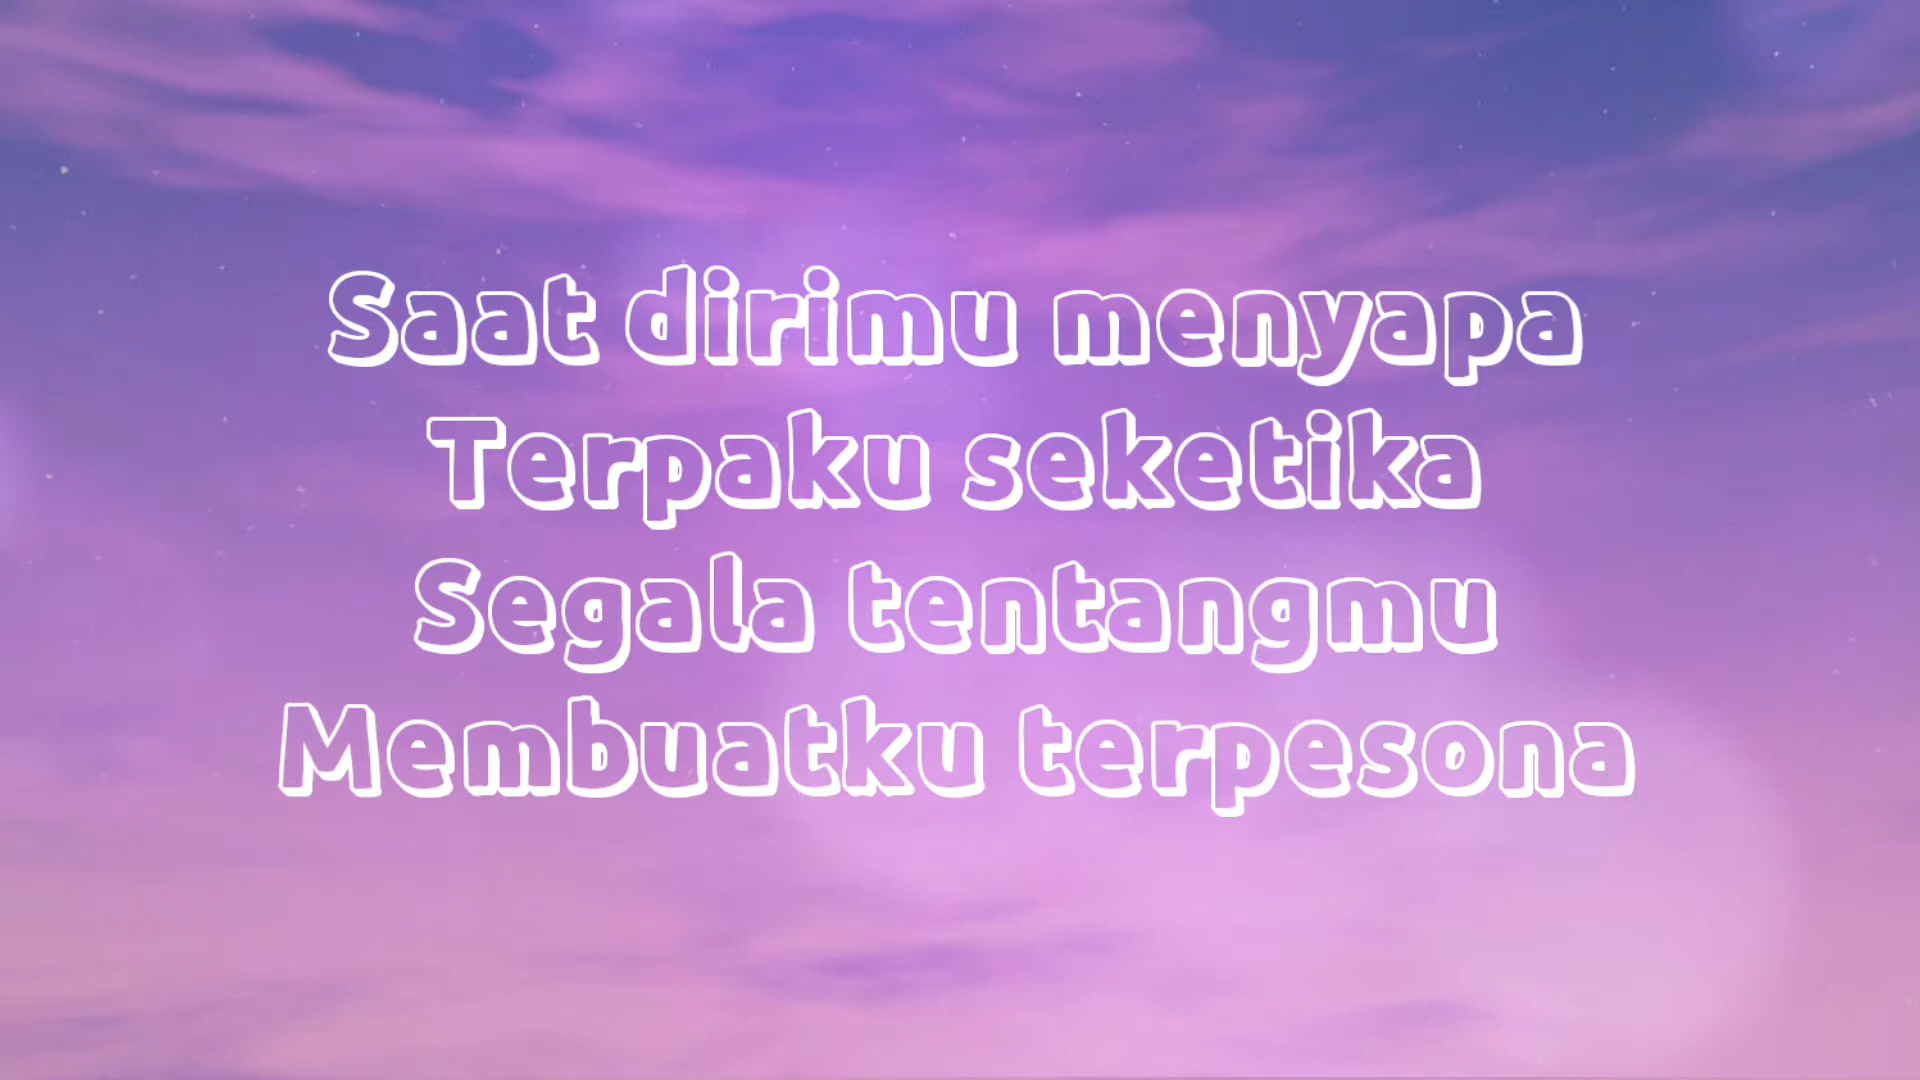 Saat dirimu menyapa
Terpaku seketika
Segala tentangmu
Membuatku terpesona